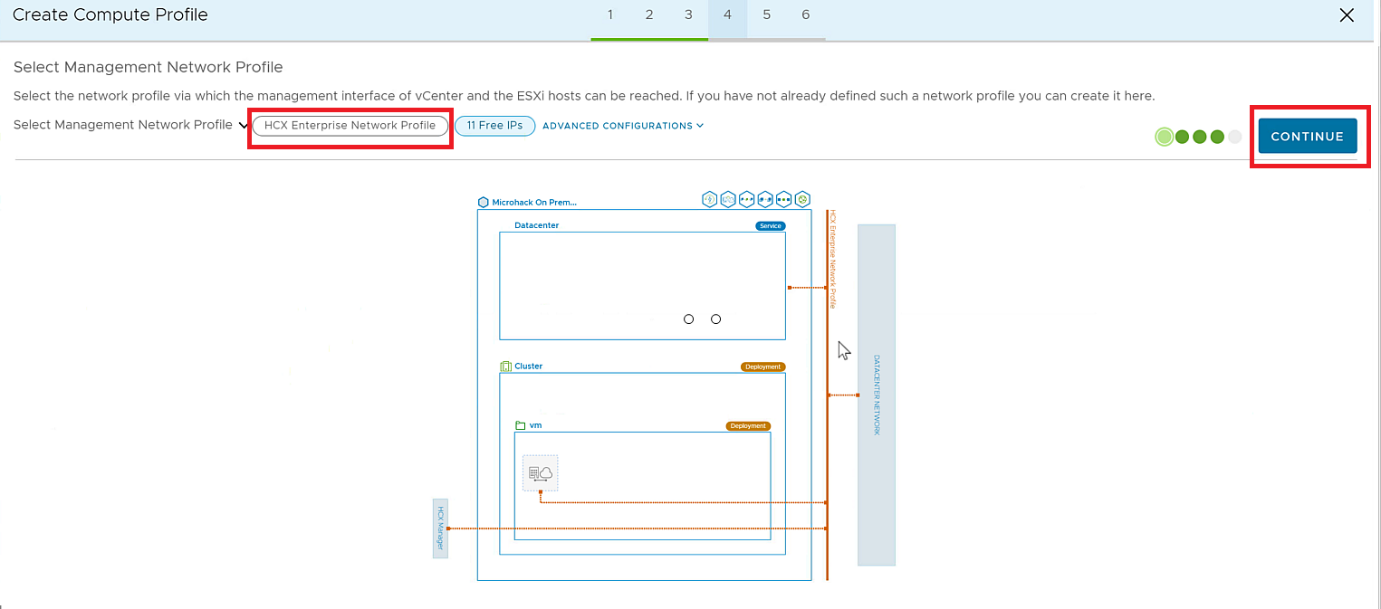 Create Compute Profile
1 2 3 4 5 6
Select Management Network Profile
Select the network profile via which the management interface of vCenter and the ESXi hosts can be reached. If you have not already defined such a network profile you can create it here.
Select Management Network Profile HCX Enterprise Network Profile 11 Free IPs ADVANCED CONFIGURATIONS
CONTINUE
Microhack On Prem...
Datacenter Service
HCX Enterprise Network Profile
DATACENTER NETWORK
Cluster Deployment
vm Deployment
HCX Manager